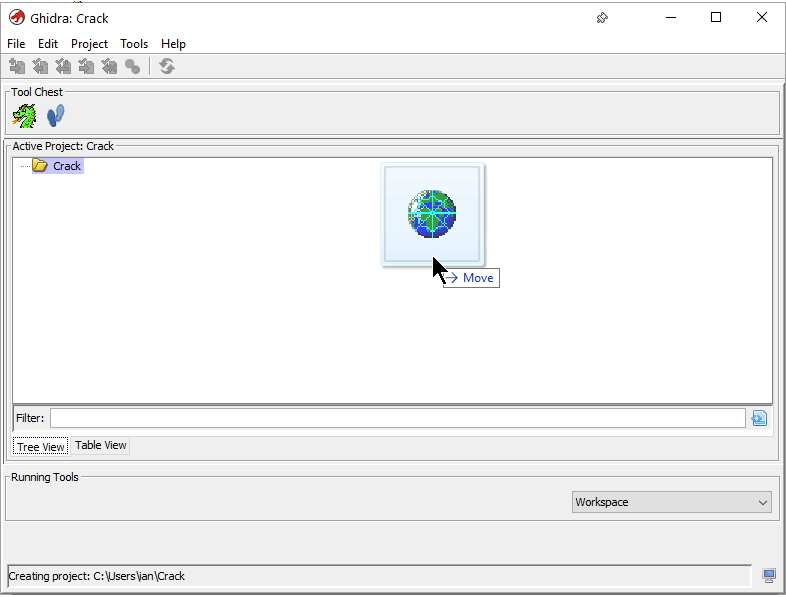 Ghidra: Crack
File Edit Project Tools Help
Tool Chest
Active Project: Crack
Crack
Move
Filter:
Tree View Table View
Running Tools
Workspace
Creating project: C:\Users\ian\Crack